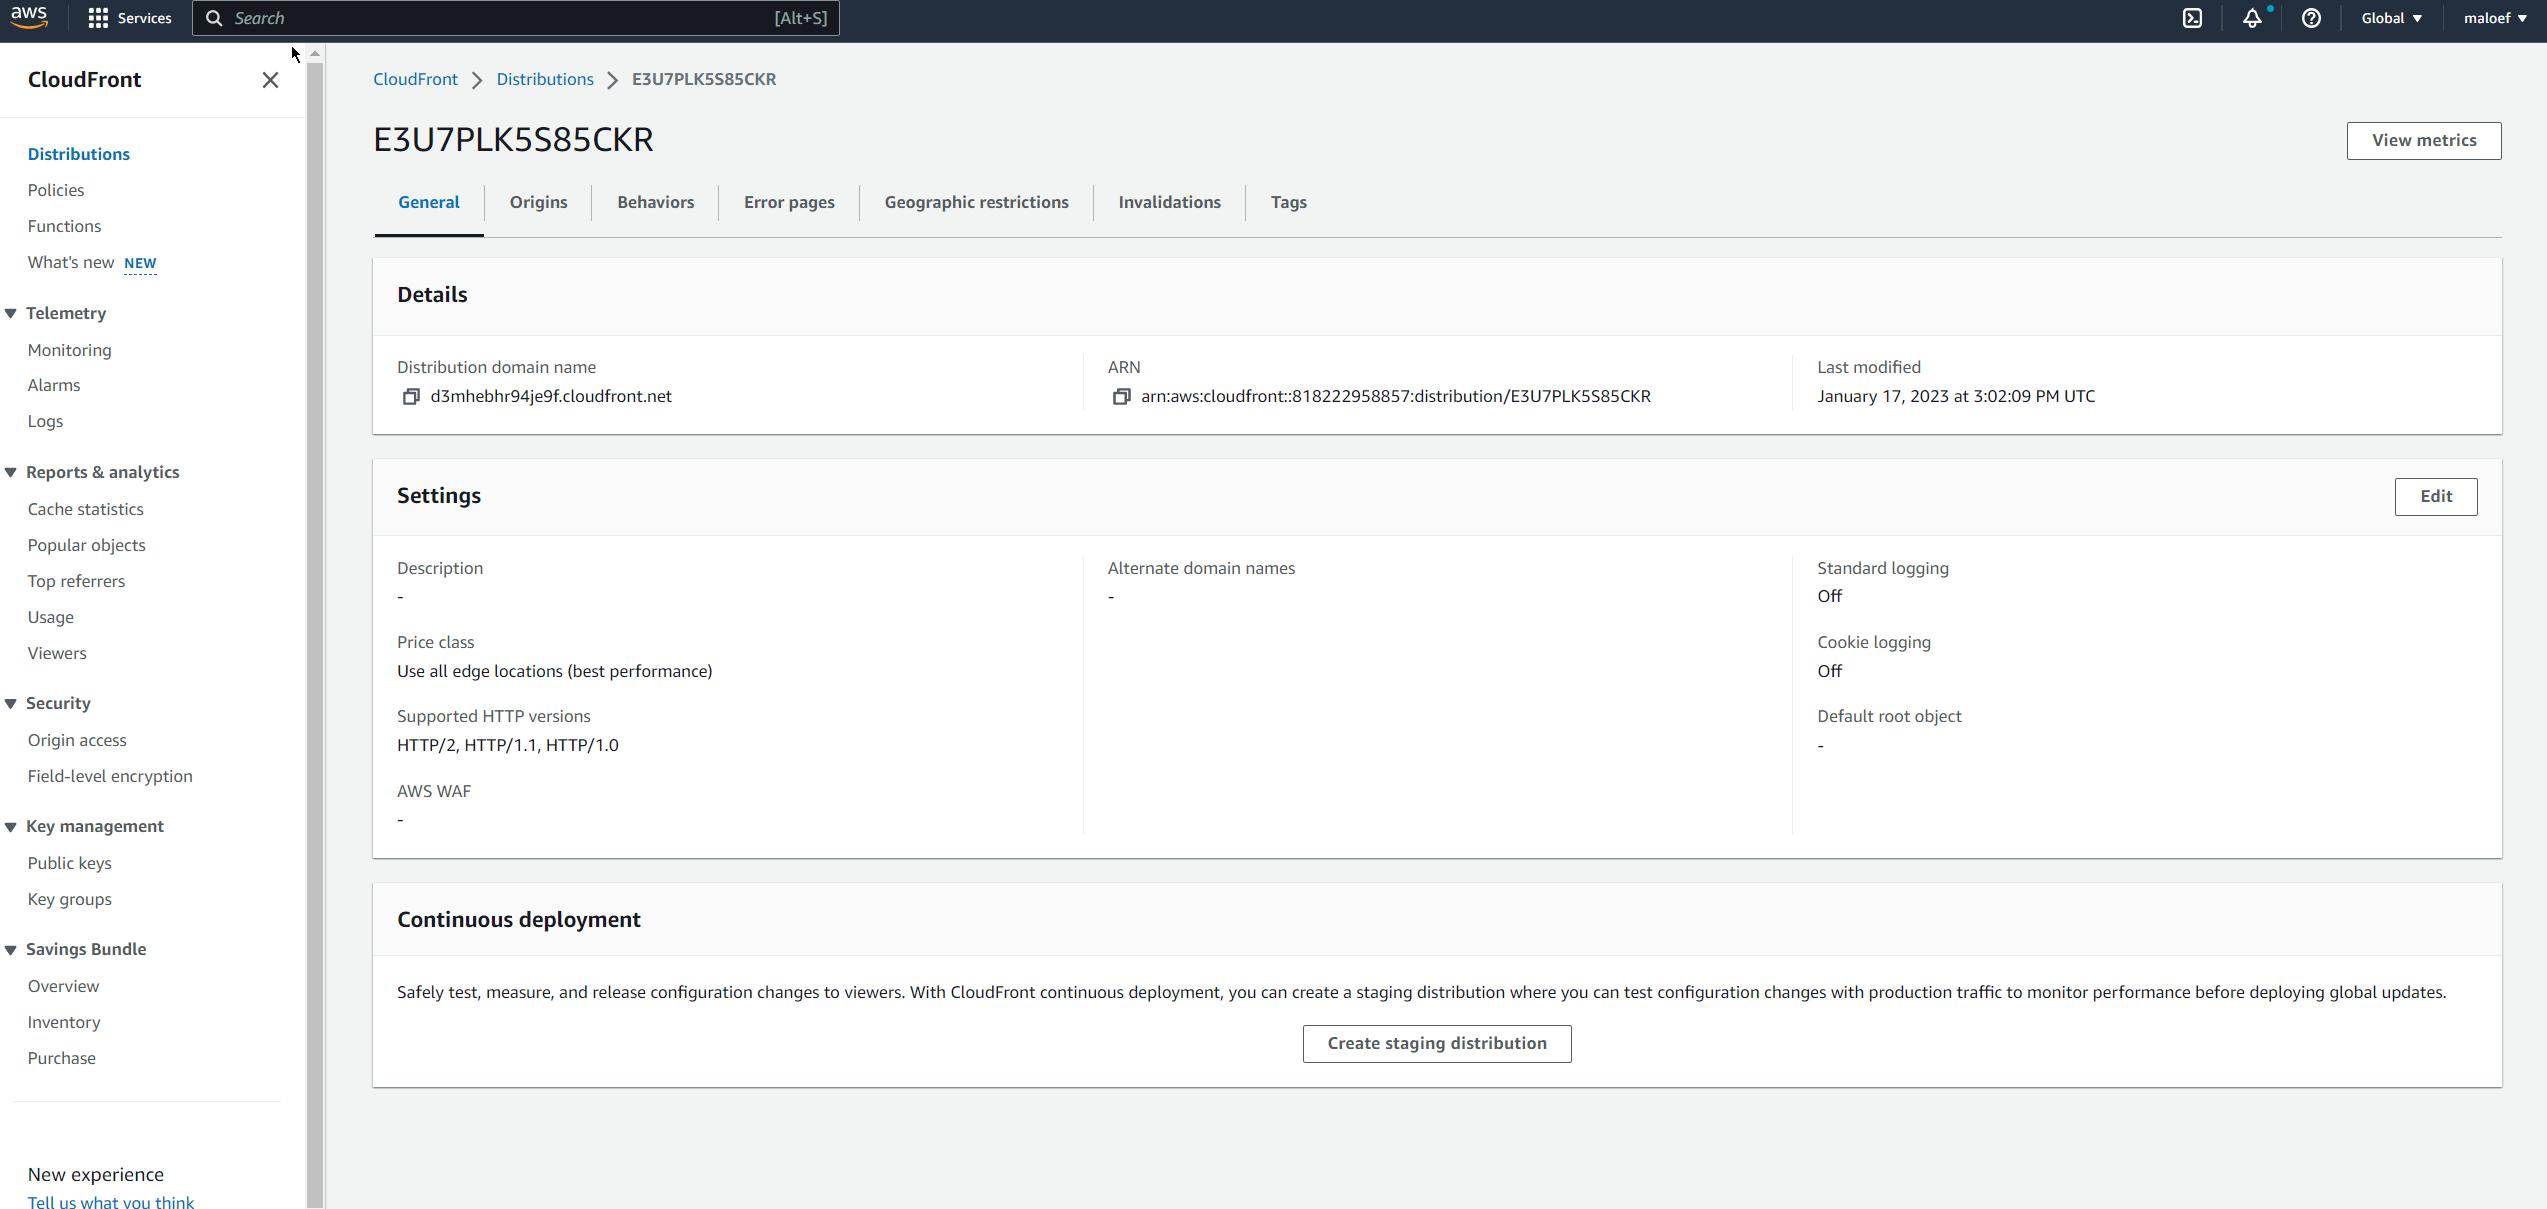 aws
Services
Search [Alt+S]
Global
maloef
CloudFront
Distributions
Policies
Functions
What's new NEW
Telemetry
Monitoring
Alarms
Logs
Reports & analytics
Cache statistics
Popular objects
Top referrers
Usage
Viewers
Security
Origin access
Field-level encryption
Key management
Public keys
Key groups
Savings Bundle
Overview
Inventory
Purchase
New experience
Tell us what you think
CloudFront > Distributions > E3U7PLK5S85CKR
E3U7PLK5S85CKR
View metrics
General
Origins
Behaviors
Error pages
Geographic restrictions
Invalidations
Tags
Details
Distribution domain name
d3mhebhr94je9f.cloudfront.net
ARN
arn:aws:cloudfront::818222958857:distribution/E3U7PLK5S85CKR
Last modified
January 17, 2023 at 3:02:09 PM UTC
Settings
Edit
Description
-
Price class
Use all edge locations (best performance)
Supported HTTP versions
HTTP/2, HTTP/1.1, HTTP/1.0
AWS WAF
-
Alternate domain names
-
Standard logging
Off
Cookie logging
Off
Default root object
-
Continuous deployment
Safely test, measure, and release configuration changes to viewers. With CloudFront continuous deployment, you can create a staging distribution where you can test configuration changes with production traffic to monitor performance before deploying global updates.
Create staging distribution